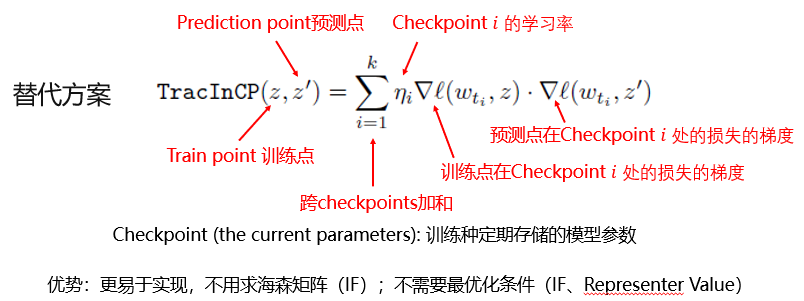 Prediction point预测点
Checkpoint i 的学习率
替代方案
TracInCP(z, z′) = ∑_{i=1}^{k} η_i∇ℓ(w_{t_i}, z) · ∇ℓ(w_{t_i}, z′)
预测点在Checkpoint i 处的损失的梯度
Train point 训练点
训练点在Checkpoint i 处的损失的梯度
跨checkpoints加和
Checkpoint (the current parameters): 训练种定期存储的模型参数
优势：更易于实现，不用求海森矩阵（IF）；不需要最优化条件（IF、Representer Value）